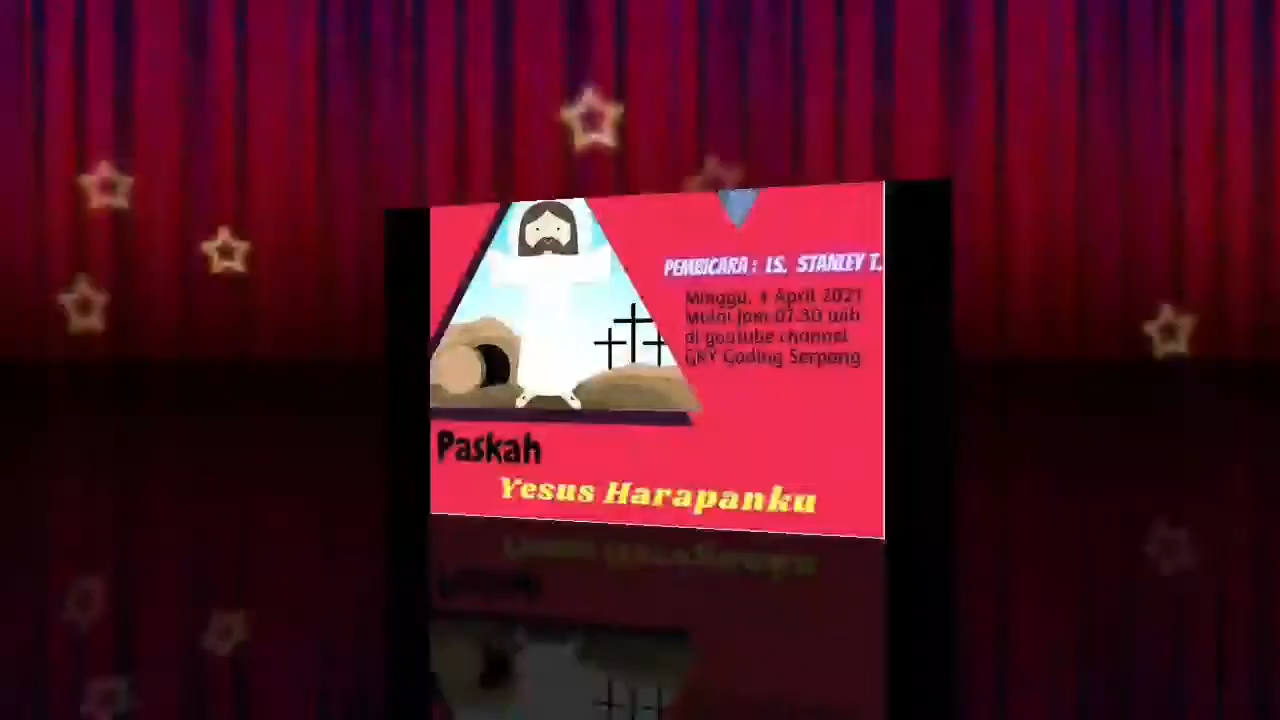 PEMBICARA : LS. STANLEY T.
Minggu, 4 April 2021
Mulai jam 07.30 wib
di youtube channel
GKY Gading Serpong
Paskah
Yesus Harapanku